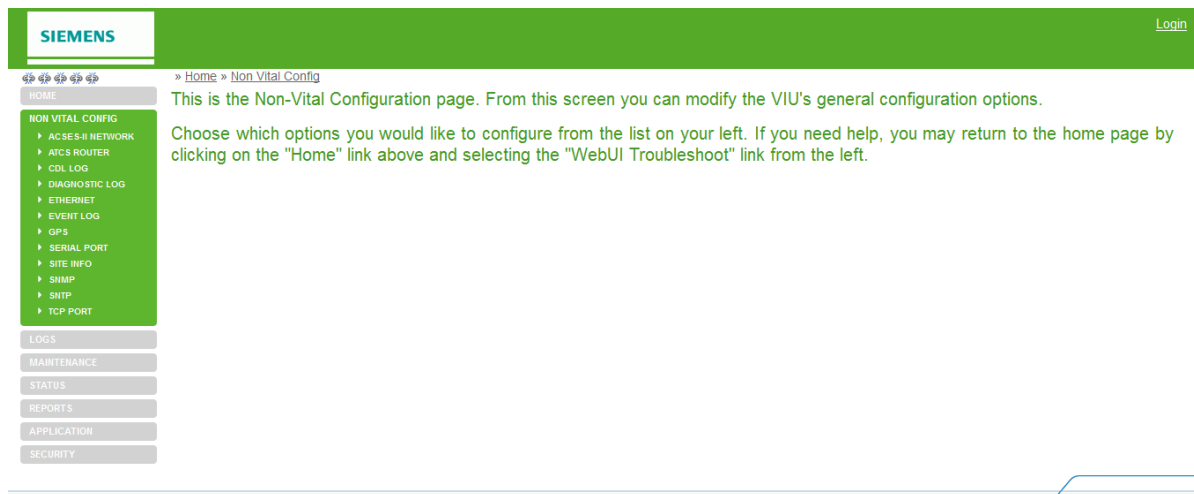 SIEMENS
Login
» Home » Non Vital Config
HOME
NON VITAL CONFIG
ACSES-II NETWORK
ATCS ROUTER
CDL LOG
DIAGNOSTIC LOG
ETHERNET
EVENT LOG
GPS
SERIAL PORT
SITE INFO
SNMP
SNTP
TCP PORT
LOGS
MAINTENANCE
STATUS
REPORTS
APPLICATION
SECURITY
This is the Non-Vital Configuration page. From this screen you can modify the VIU's general configuration options.
Choose which options you would like to configure from the list on your left. If you need help, you may return to the home page by
clicking on the "Home" link above and selecting the "WebUI Troubleshoot" link from the left.